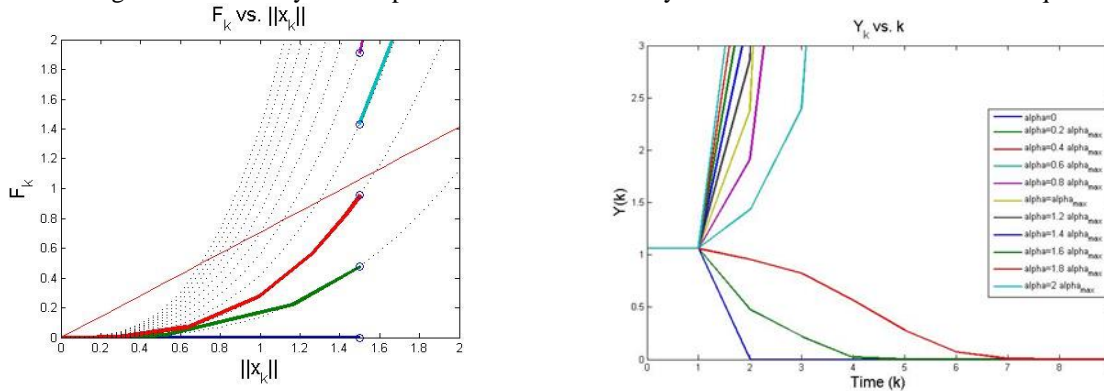 F_k vs. ||x_k||
2
1.8
1.6
1.4
1.2
1
0.8
0.6
0.4
0.2
0
F_k
0 0.2 0.4 0.6 0.8 1 1.2 1.4 1.6 1.8 2
||x_k||
Y_k vs. k
3
2.5
2
1.5
1
0.5
0
Y(k)
0 1 2 3 4 5 6 7 8
Time (k)
alpha=0
alpha=0.2 alpha_max
alpha=0.4 alpha_max
alpha=0.6 alpha_max
alpha=0.8 alpha_max
alpha=alpha_max
alpha=1.2 alpha_max
alpha=1.4 alpha_max
alpha=1.6 alpha_max
alpha=1.8 alpha_max
alpha=2 alpha_max